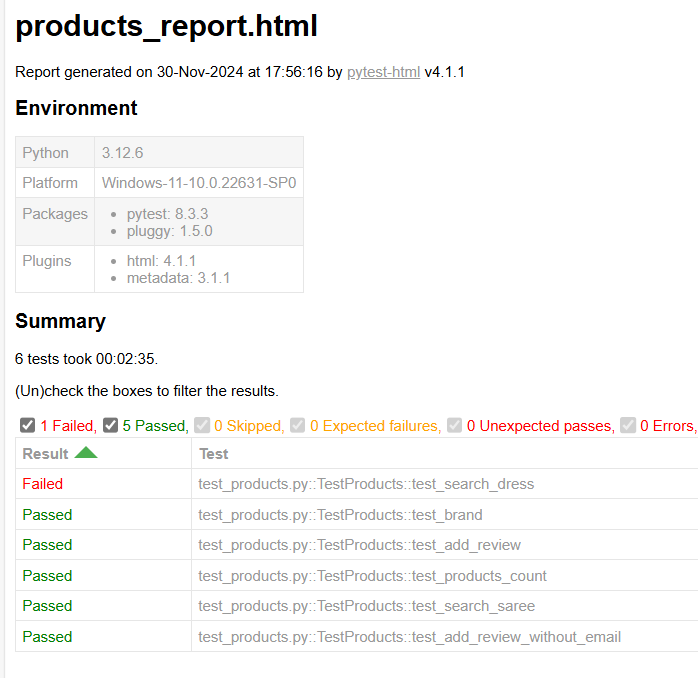 products_report.html
Report generated on 30-Nov-2024 at 17:56:16 by pytest-html v4.1.1
Environment
Python 3.12.6
Platform Windows-11-10.0.22631-SP0
Packages
pytest: 8.3.3
pluggy: 1.5.0
Plugins
html: 4.1.1
metadata: 3.1.1
Summary
6 tests took 00:02:35.
(Un)check the boxes to filter the results.
1 Failed, 5 Passed, 0 Skipped, 0 Expected failures, 0 Unexpected passes, 0 Errors,
Result Test
Failed test_products.py::TestProducts::test_search_dress
Passed test_products.py::TestProducts::test_brand
Passed test_products.py::TestProducts::test_add_review
Passed test_products.py::TestProducts::test_products_count
Passed test_products.py::TestProducts::test_search_saree
Passed test_products.py::TestProducts::test_add_review_without_email